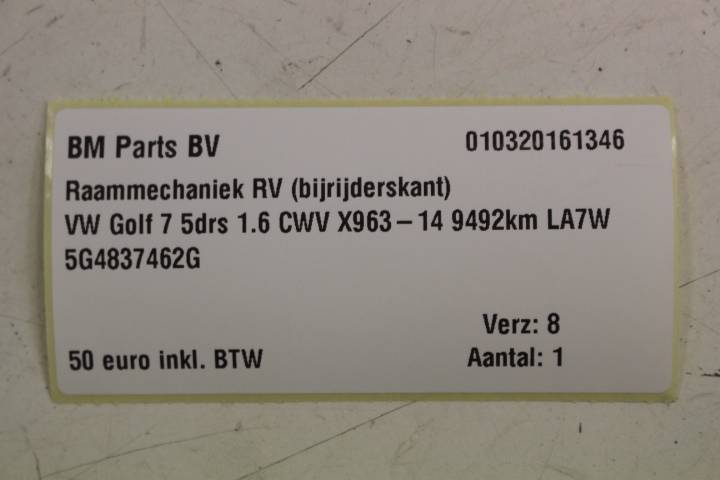 BM Parts BV 010320161346
Raammechaniek RV (bijrijderskant)
VW Golf 7 5drs 1.6 CWV X963 – 14 9492km LA7W
5G4837462G
Verz: 8
50 euro inkl. BTW Aantal: 1